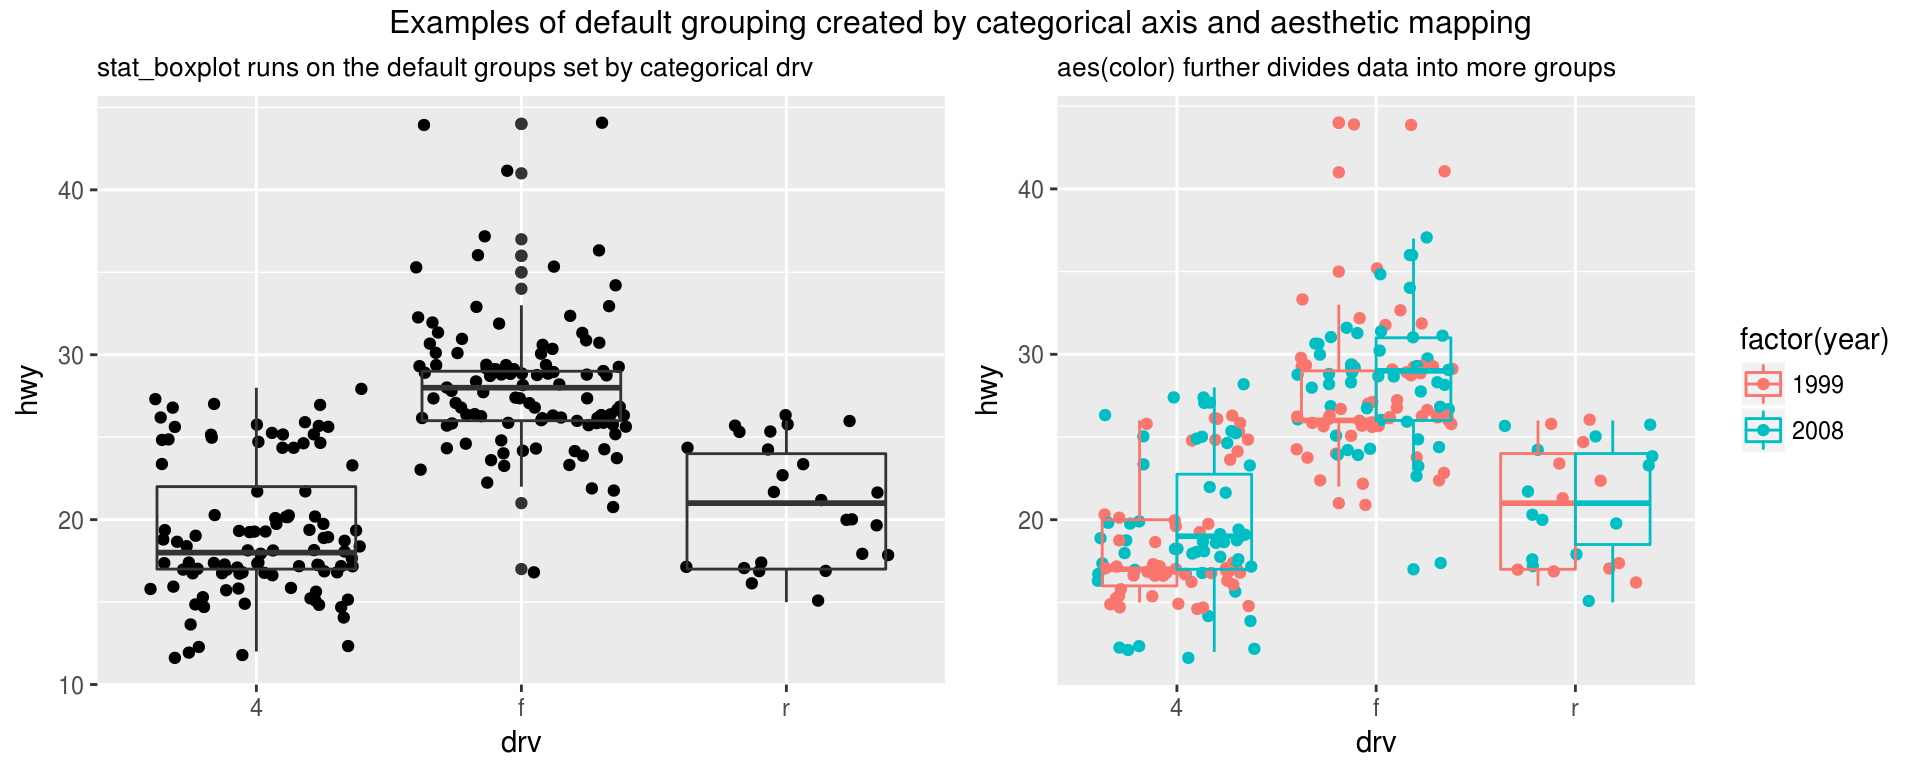 Examples of default grouping created by categorical axis and aesthetic mapping
stat_boxplot runs on the default groups set by categorical drv
hwy
40
30
20
10
4 f r
drv
aes(color) further divides data into more groups
hwy
40
30
20
4 f r
drv
factor(year)
1999
2008